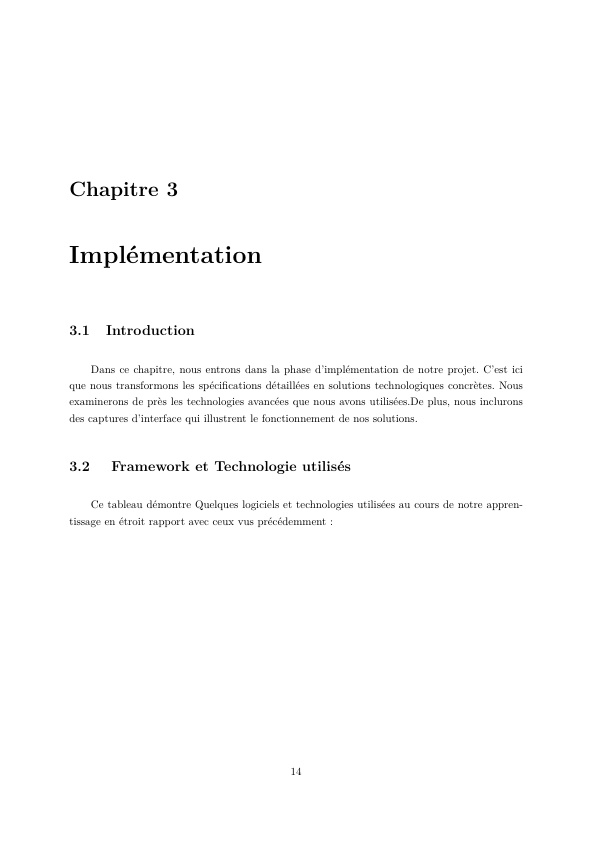 Chapitre 3
Implémentation
3.1 Introduction
Dans ce chapitre, nous entrons dans la phase d'implémentation de notre projet. C'est ici
que nous transformons les spécifications détaillées en solutions technologiques concrètes. Nous
examinerons de près les technologies avancées que nous avons utilisées.De plus, nous inclurons
des captures d'interface qui illustrent le fonctionnement de nos solutions.
3.2 Framework et Technologie utilisés
Ce tableau démontre Quelques logiciels et technologies utilisées au cours de notre appren-
tissage en étroit rapport avec ceux vus précédemment :
14